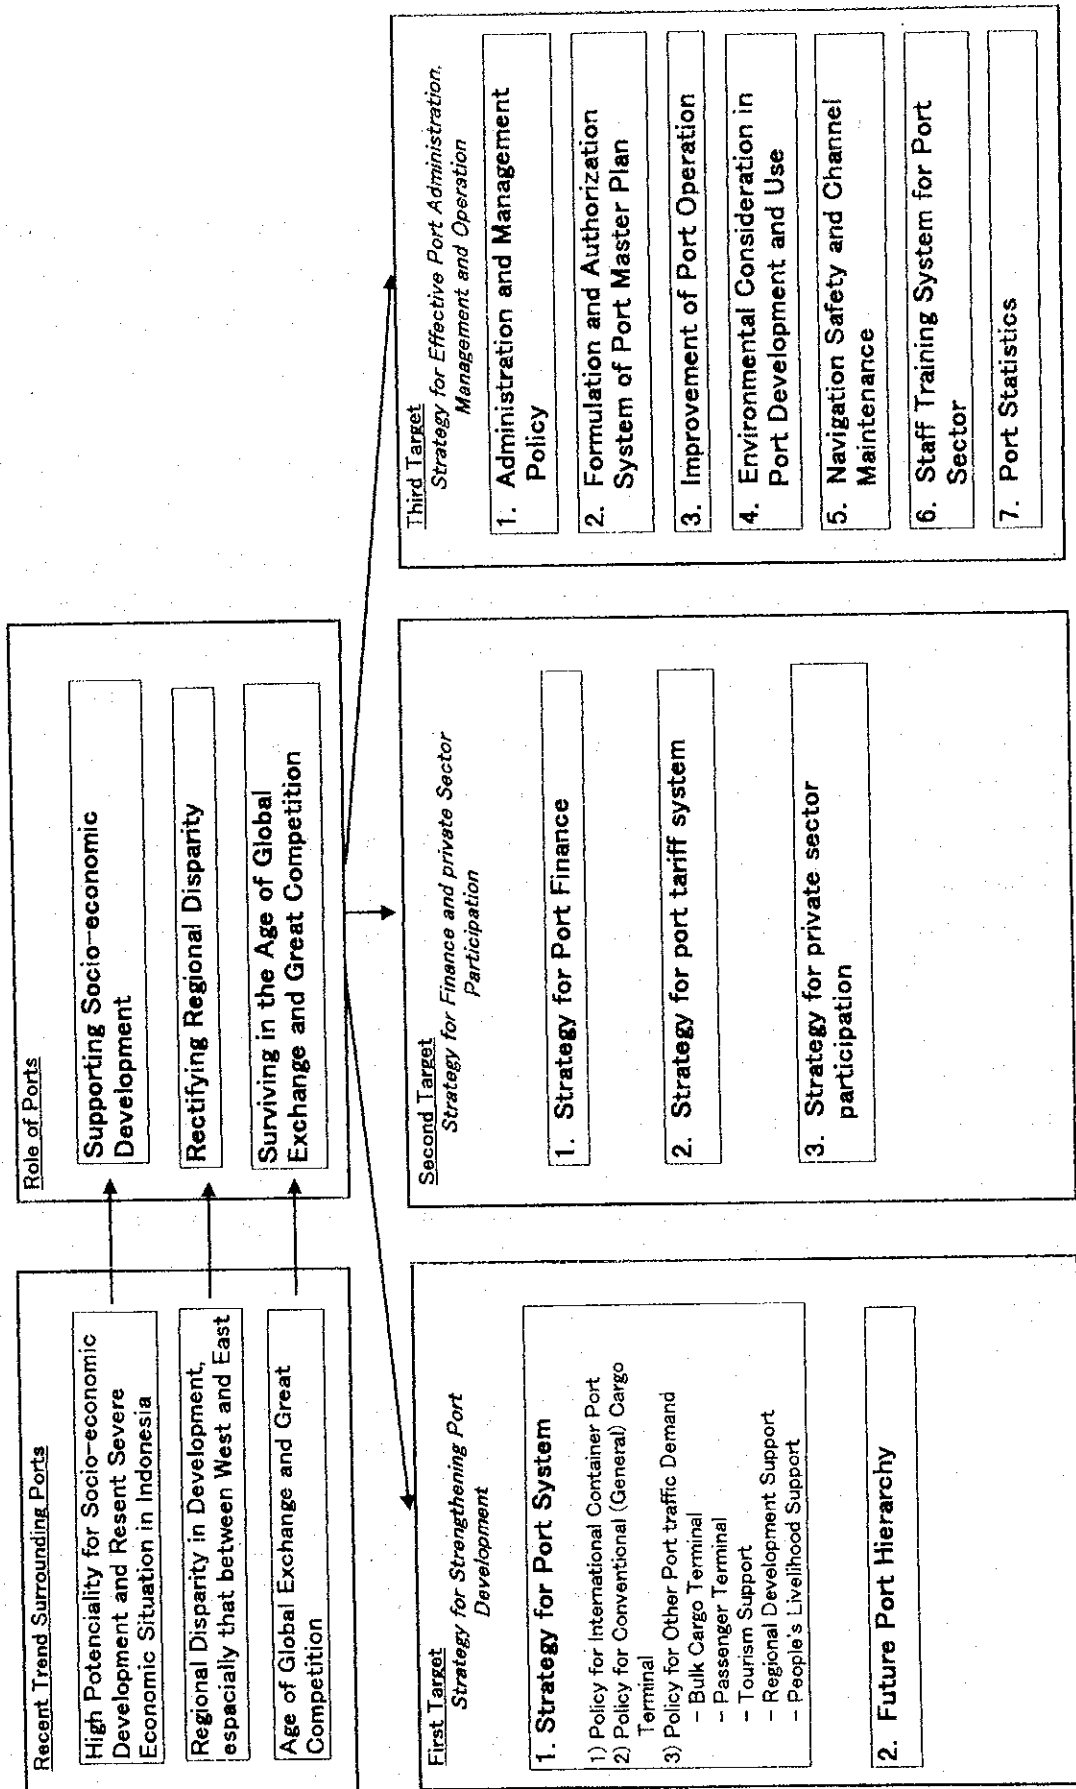 Recent Trend Surrounding Ports
High Potenciality for Socio-economic
Development and Resent Severe
Economic Situation in Indonesia
Regional Disparity in Development,
espacially that between West and East
Age of Global Exchange and Great
Competition
Role of Ports
Supporting Socio-economic
Development
Rectifying Regional Disparity
Surviving in the Age of Global
Exchange and Great Competition
First Target
Strategy for Strengthening Port
Development
1. Strategy for Port System
1) Policy for International Container Port
2) Policy for Conventional (General) Cargo
Terminal
3) Policy for Other Port traffic Demand
- Bulk Cargo Terminal
- Passenger Terminal
- Tourism Support
- Regional Development Support
- People's Livelihood Support
2. Future Port Hierarchy
Second Target
Strategy for Finance and private Sector
Participation
1. Strategy for Port Finance
2. Strategy for port tariff system
3. Strategy for private sector
participation
Third Target
Strategy for Effective Port Administration,
Management and Operation
1. Administration and Management
Policy
2. Formulation and Authorization
System of Port Master Plan
3. Improvement of Port Operation
4. Environmental Consideration in
Port Development and Use
5. Navigation Safety and Channel
Maintenance
6. Staff Training System for Port
Sector
7. Port Statistics